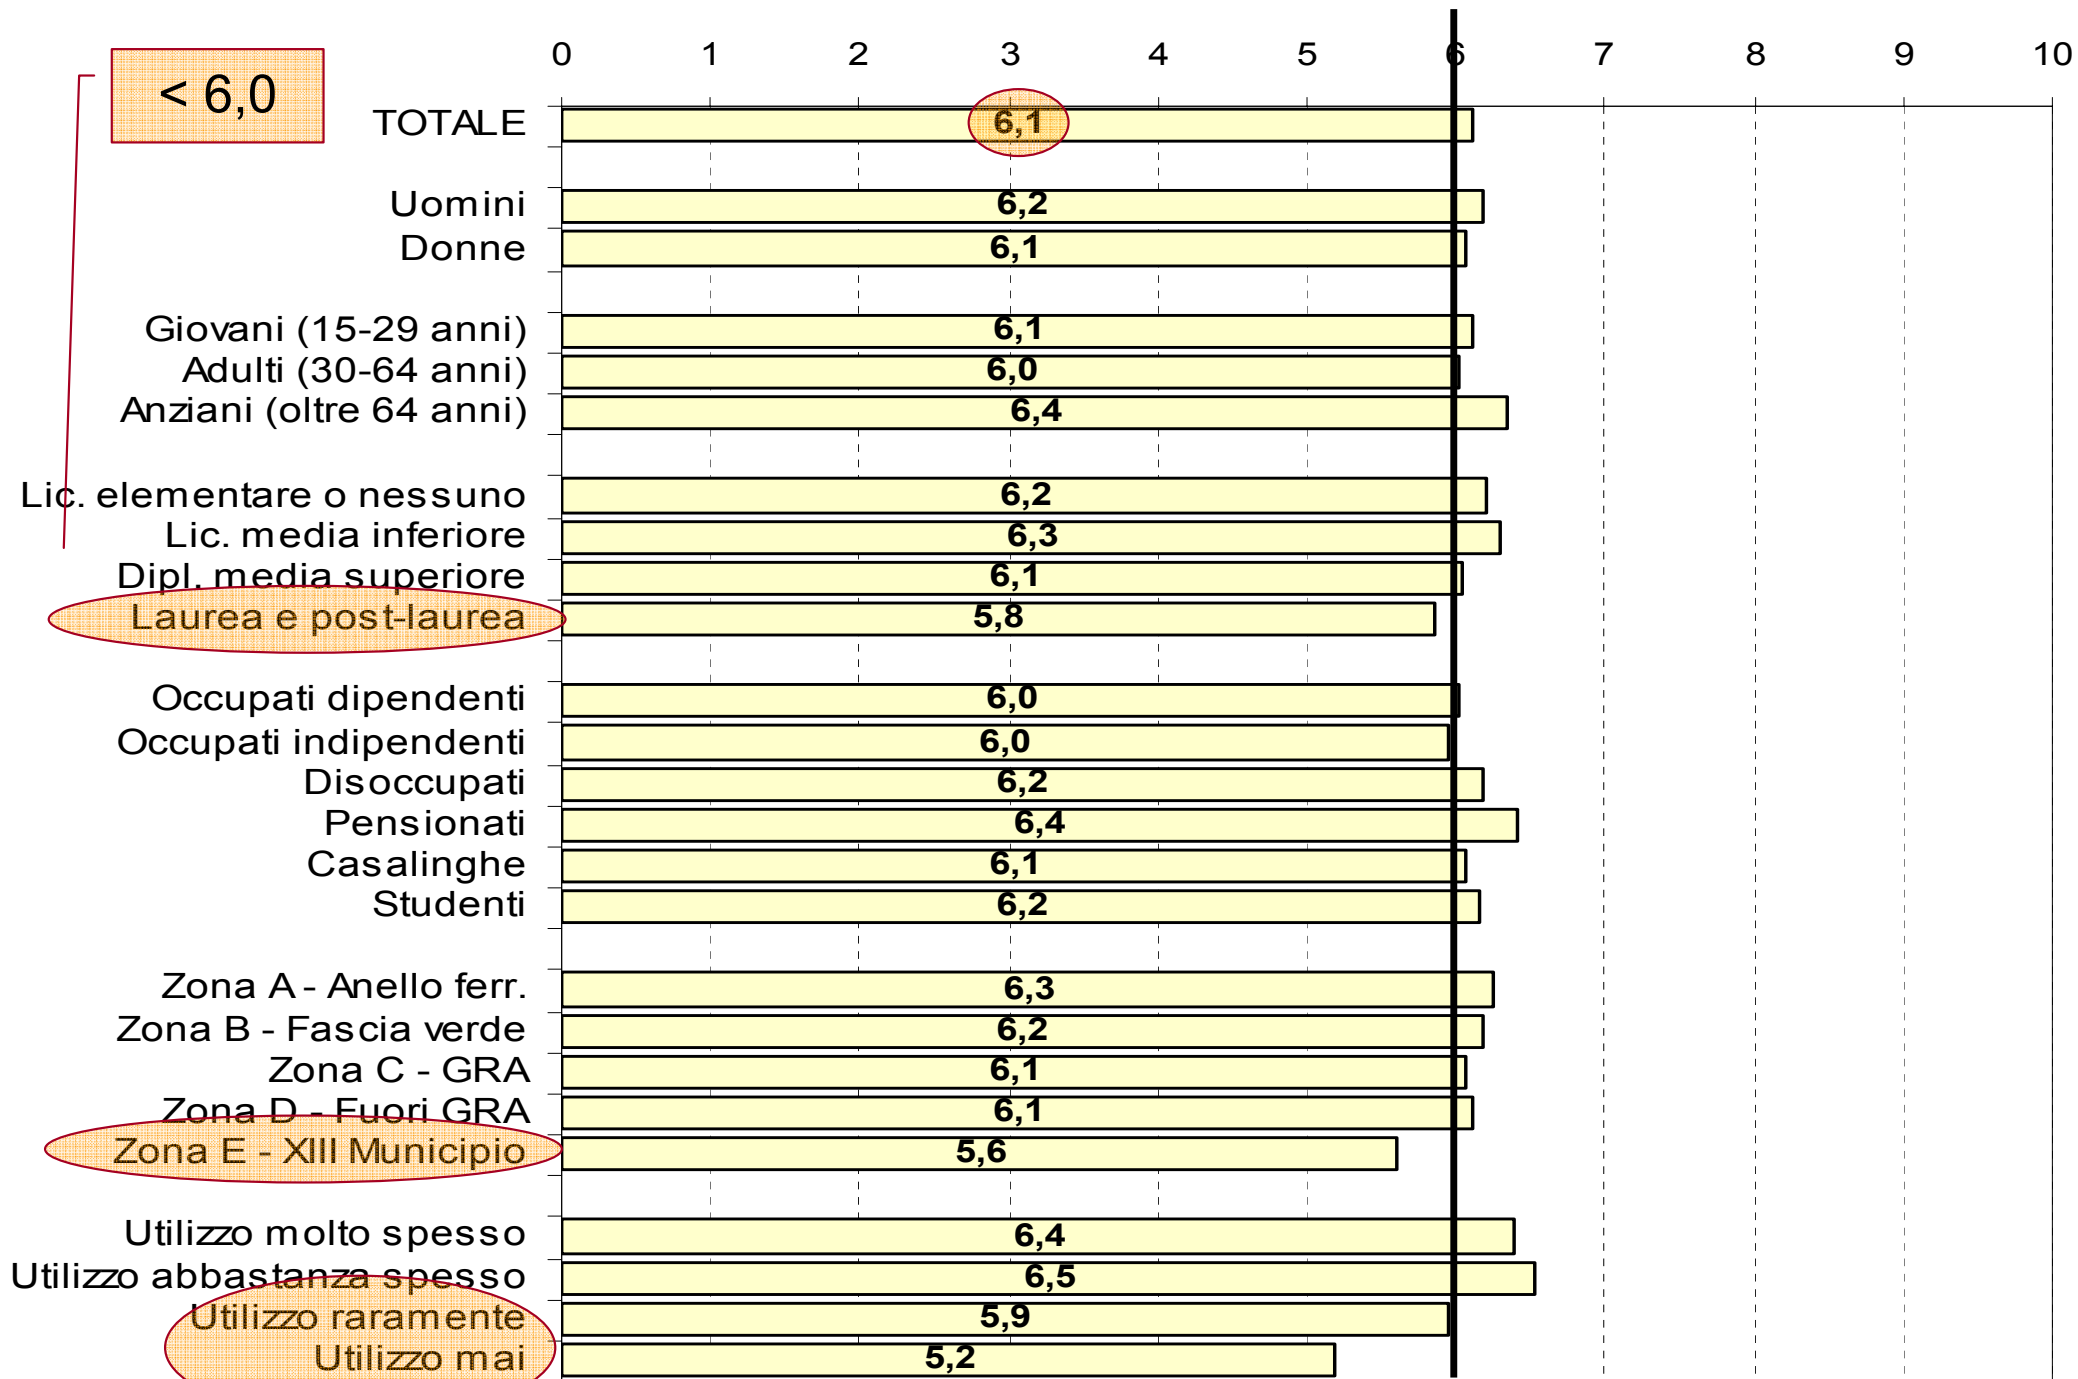 0 1 2 3 4 5 6 7 8 9 10
< 6,0
TOTALE 6,1
Uomini 6,2
Donne 6,1
Giovani (15-29 anni) 6,1
Adulti (30-64 anni) 6,0
Anziani (oltre 64 anni) 6,4
Lic. elementare o nessuno 6,2
Lic. media inferiore 6,3
Dipl. media superiore 6,1
Laurea e post-laurea 5,8
Occupati dipendenti 6,0
Occupati indipendenti 6,0
Disoccupati 6,2
Pensionati 6,4
Casalinghe 6,1
Studenti 6,2
Zona A - Anello ferr. 6,3
Zona B - Fascia verde 6,2
Zona C - GRA 6,1
Zona D - Fuori GRA 6,1
Zona E - XIII Municipio 5,6
Utilizzo molto spesso 6,4
Utilizzo abbastanza spesso 6,5
Utilizzo raramente 5,9
Utilizzo mai 5,2